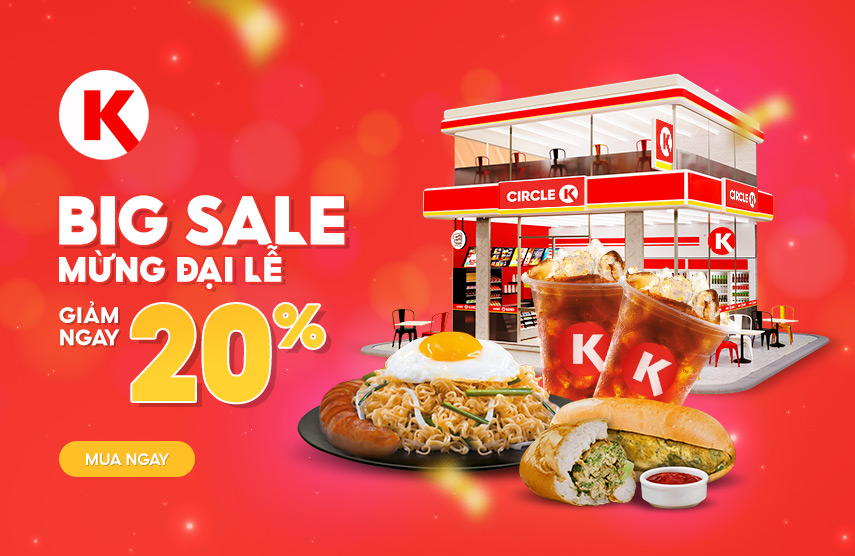 K
BIG SALE
MỪNG ĐẠI LỄ
GIẢM
NGAY
20%
MUA NGAY
K
CIRCLE K
CIRCLE K
K
K
K